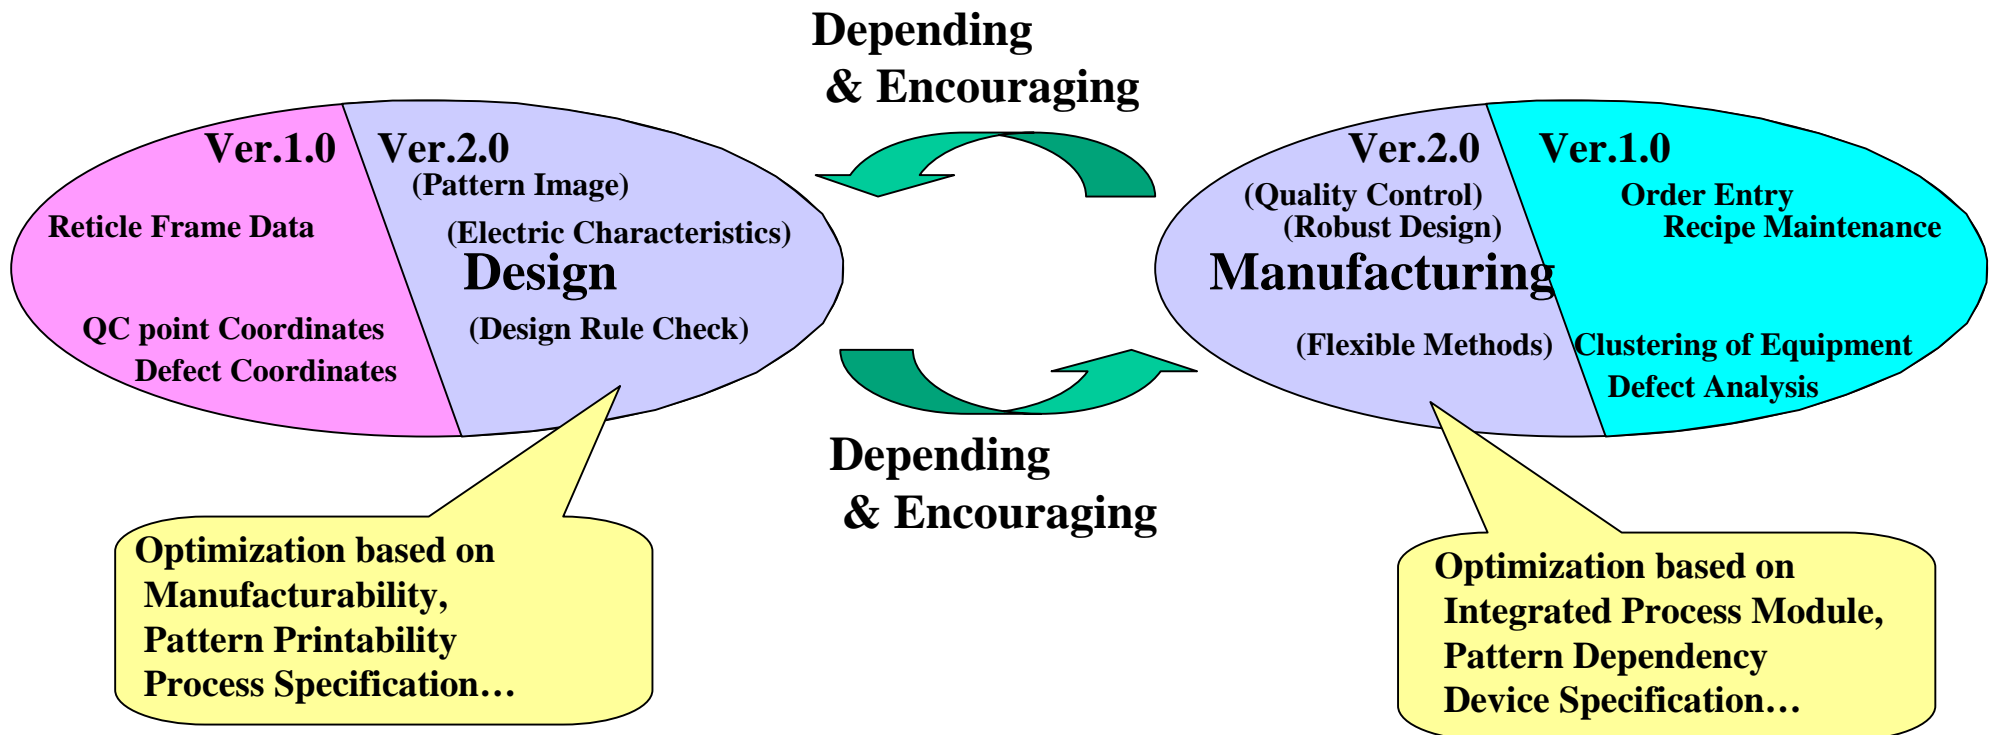 Depending
& Encouraging
Ver.1.0
Reticle Frame Data
QC point Coordinates
Defect Coordinates
Ver.2.0
(Pattern Image)
(Electric Characteristics)
Design
(Design Rule Check)
Ver.2.0
(Quality Control)
(Robust Design)
Manufacturing
(Flexible Methods)
Ver.1.0
Order Entry
Recipe Maintenance
Clustering of Equipment
Defect Analysis
Depending
& Encouraging
Optimization based on
Manufacturability,
Pattern Printability
Process Specification…
Optimization based on
Integrated Process Module,
Pattern Dependency
Device Specification…